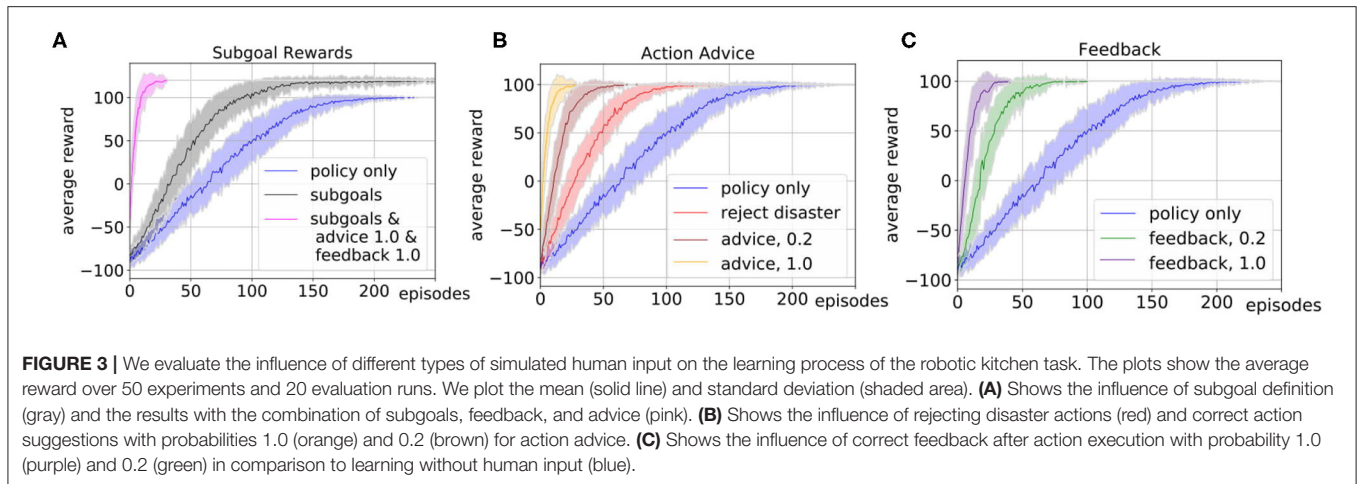 A
Subgoal Rewards
average reward
100
50
0
−50
−100
policy only
subgoals
subgoals &
advice 1.0 &
feedback 1.0
0 50 100 150 200 episodes
B
Action Advice
average reward
100
50
0
−50
−100
policy only
reject disaster
advice, 0.2
advice, 1.0
0 50 100 150 200 episodes
C
Feedback
average reward
100
50
0
−50
−100
policy only
feedback, 0.2
feedback, 1.0
0 50 100 150 200 episodes
FIGURE 3 | We evaluate the influence of different types of simulated human input on the learning process of the robotic kitchen task. The plots show the average
reward over 50 experiments and 20 evaluation runs. We plot the mean (solid line) and standard deviation (shaded area). (A) Shows the influence of subgoal definition
(gray) and the results with the combination of subgoals, feedback, and advice (pink). (B) Shows the influence of rejecting disaster actions (red) and correct action
suggestions with probabilities 1.0 (orange) and 0.2 (brown) for action advice. (C) Shows the influence of correct feedback after action execution with probability 1.0
(purple) and 0.2 (green) in comparison to learning without human input (blue).